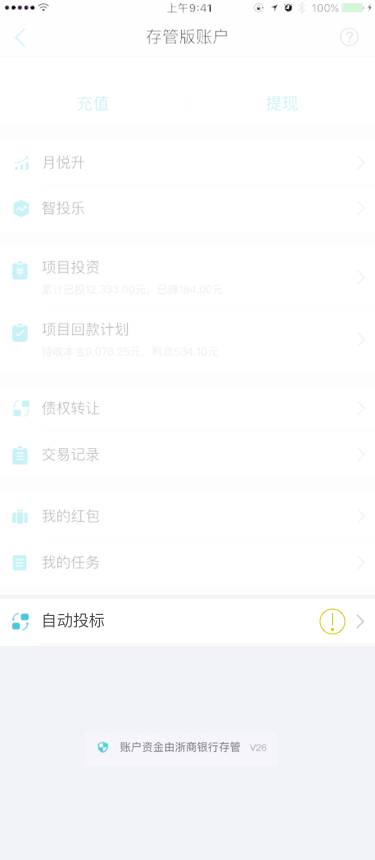 上午9:41
100%
存管版账户
充值
提现
月悦升
智投乐
项目投资
累计已投12,333.00元，已赚184.00元
项目回款计划
待收本金9,076.25元，利息534.10元
债权转让
交易记录
我的红包
我的任务
自动投标
账户资金由浙商银行存管 V26